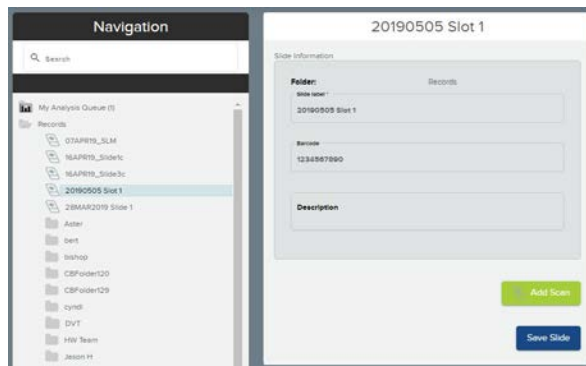 Navigation
Search
My Analysis Queue (1)
Records
07APR19_SLM
16APR19_Slide1c
16APR19_Slide3c
20190505 Slot 1
28MAR2019 Slide 1
Aster
bert
bishop
CBFolder120
CBFolder129
cyndi
DVT
HW Team
Jason H
20190505 Slot 1
Slide Information
Folder: Records
Slide label *
20190505 Slot 1
Barcode
1234567890
Description
Add Scan
Save Slide